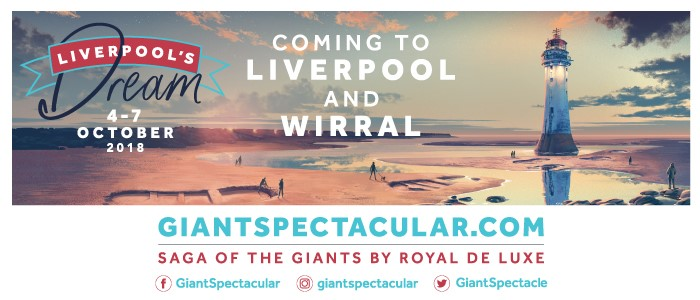 LIVERPOOL'S
Dream
4-7
OCTOBER
2018
COMING TO
LIVERPOOL
AND
WIRRAL
GIANTSPECTACULAR.COM
SAGA OF THE GIANTS BY ROYAL DE LUXE
GiantSpectacular giantspectacular GiantSpectacle